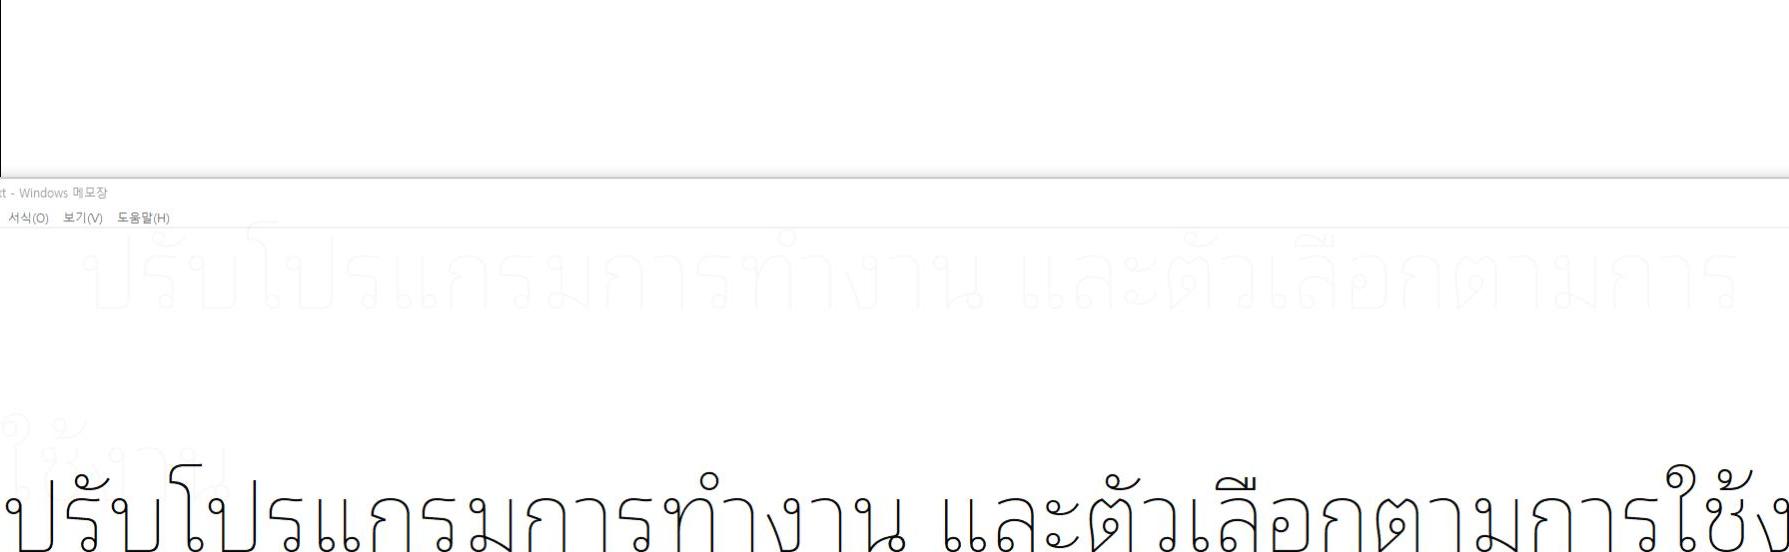 xt - Windows 메모장
서식(O) 보기(V) 도움말(H)
ปรับโปรแกรมการทำงาน และตัวเลือกตามการ
ใช้งาน
ปรับโปรแกรมการทำงาน และตัวเลือกตามการใช้ง